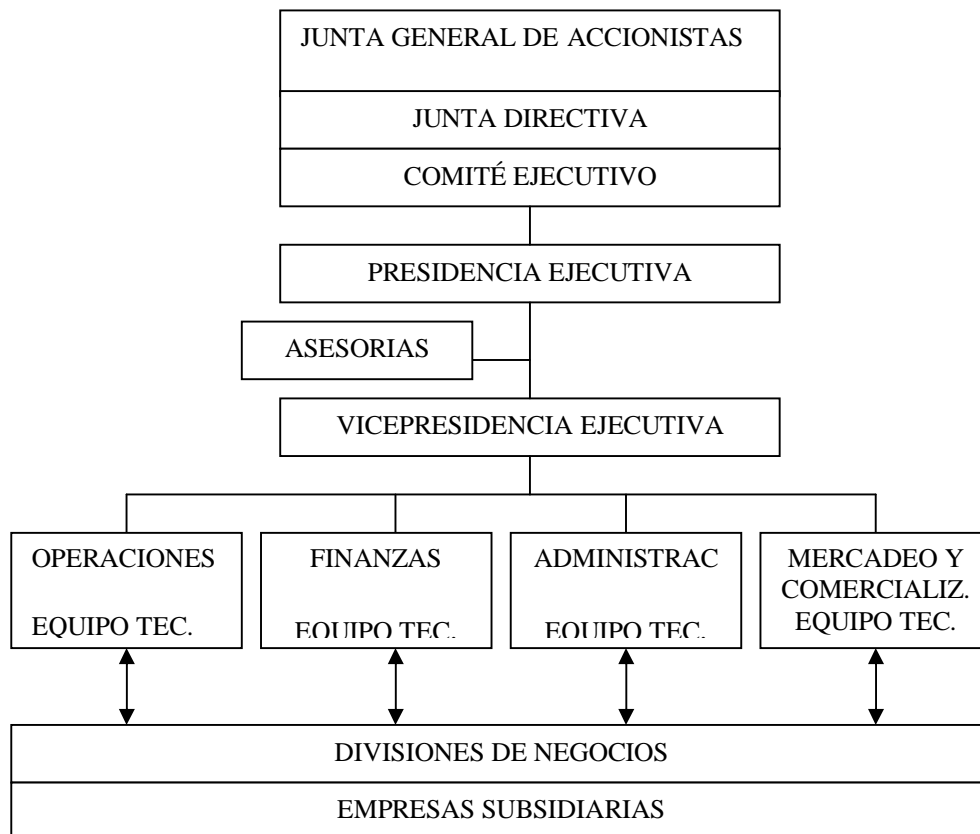 JUNTA GENERAL DE ACCIONISTAS
JUNTA DIRECTIVA
COMITÉ EJECUTIVO
PRESIDENCIA EJECUTIVA
ASESORIAS
VICEPRESIDENCIA EJECUTIVA
OPERACIONES
EQUIPO TEC.
FINANZAS
EQUIPO TEC.
ADMINISTRAC
EQUIPO TEC.
MERCADEO Y
COMERCIALIZ.
EQUIPO TEC.
DIVISIONES DE NEGOCIOS
EMPRESAS SUBSIDIARIAS